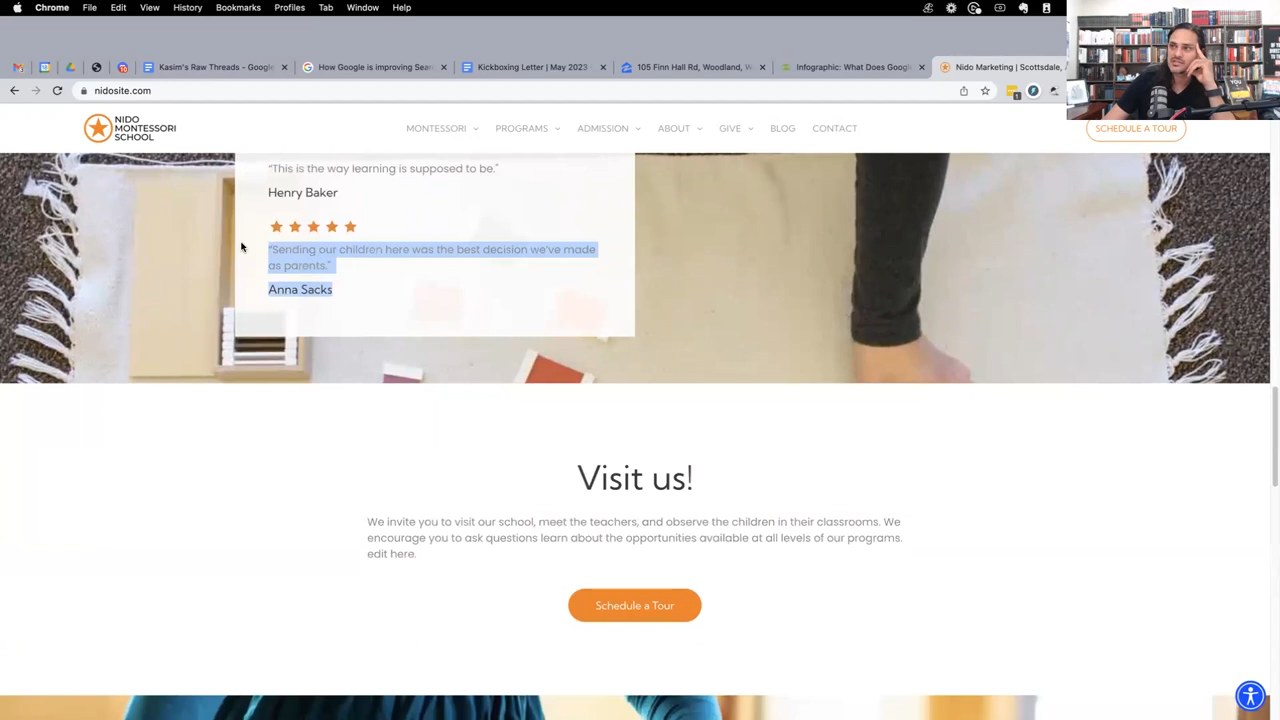 Chrome File Edit View History Bookmarks Profiles Tab Window Help
Kasim's Raw Threads - Google
How Google is improving Sear
Kickboxing Letter | May 2023
105 Finn Hall Rd, Woodland, W
Infographic: What Does Googl
Nido Marketing | Scottsdale,
nidosite.com
NIDO
MONTESSORI
SCHOOL
MONTESSORI PROGRAMS ADMISSION ABOUT GIVE BLOG CONTACT
SCHEDULE A TOUR
“This is the way learning is supposed to be.”
Henry Baker
“Sending our children here was the best decision we’ve made
as parents.”
Anna Sacks
Visit us!
We invite you to visit our school, meet the teachers, and observe the children in their classrooms. We
encourage you to ask questions learn about the opportunities available at all levels of our programs.
edit here.
Schedule a Tour